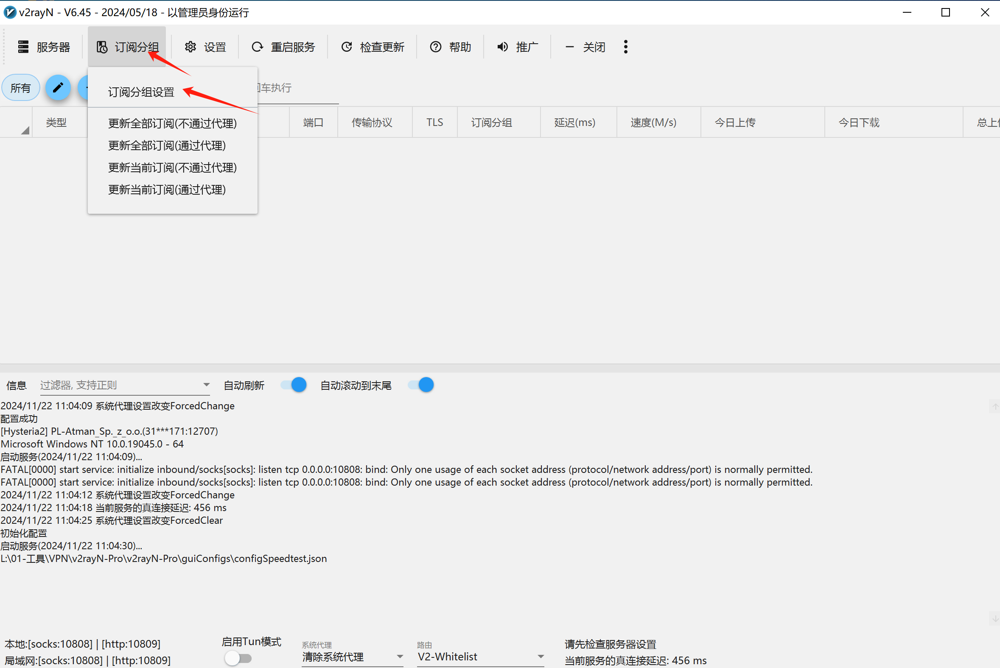 v2rayN - V6.45 - 2024/05/18 - 以管理员身份运行
服务器 订阅分组 设置 重启服务 检查更新 帮助 推广 关闭
所有 订阅分组设置 回车执行
类型 端口 传输协议 TLS 订阅分组 延迟(ms) 速度(M/s) 今日上传 今日下载 总上
更新全部订阅(不通过代理)
更新全部订阅(通过代理)
更新当前订阅(不通过代理)
更新当前订阅(通过代理)
信息 过滤器, 支持正则 自动刷新 自动滚动到末尾
2024/11/22 11:04:09 系统代理设置改变ForcedChange
配置成功
[Hysteria2] PL-Atman_Sp._z_o.o.(31***171:12707)
Microsoft Windows NT 10.0.19045.0 - 64
启动服务(2024/11/22 11:04:09)...
FATAL[0000] start service: initialize inbound/socks[socks]: listen tcp 0.0.0.0:10808: bind: Only one usage of each socket address (protocol/network address/port) is normally permitted.
FATAL[0000] start service: initialize inbound/socks[socks]: listen tcp 0.0.0.0:10808: bind: Only one usage of each socket address (protocol/network address/port) is normally permitted.
2024/11/22 11:04:12 系统代理设置改变ForcedChange
2024/11/22 11:04:18 当前服务的真连接延迟: 456 ms
2024/11/22 11:04:25 系统代理设置改变ForcedClear
初始化配置
启动服务(2024/11/22 11:04:30)...
L:\01-工具\VPN\v2rayN-Pro\v2rayN-Pro\guiConfigs\configSpeedtest.json
本地:[socks:10808] | [http:10809]
局域网:[socks:10808] | [http:10809]
启用Tun模式
系统代理
清除系统代理
路由
V2-Whitelist
请先检查服务器设置
当前服务的真连接延迟: 456 ms